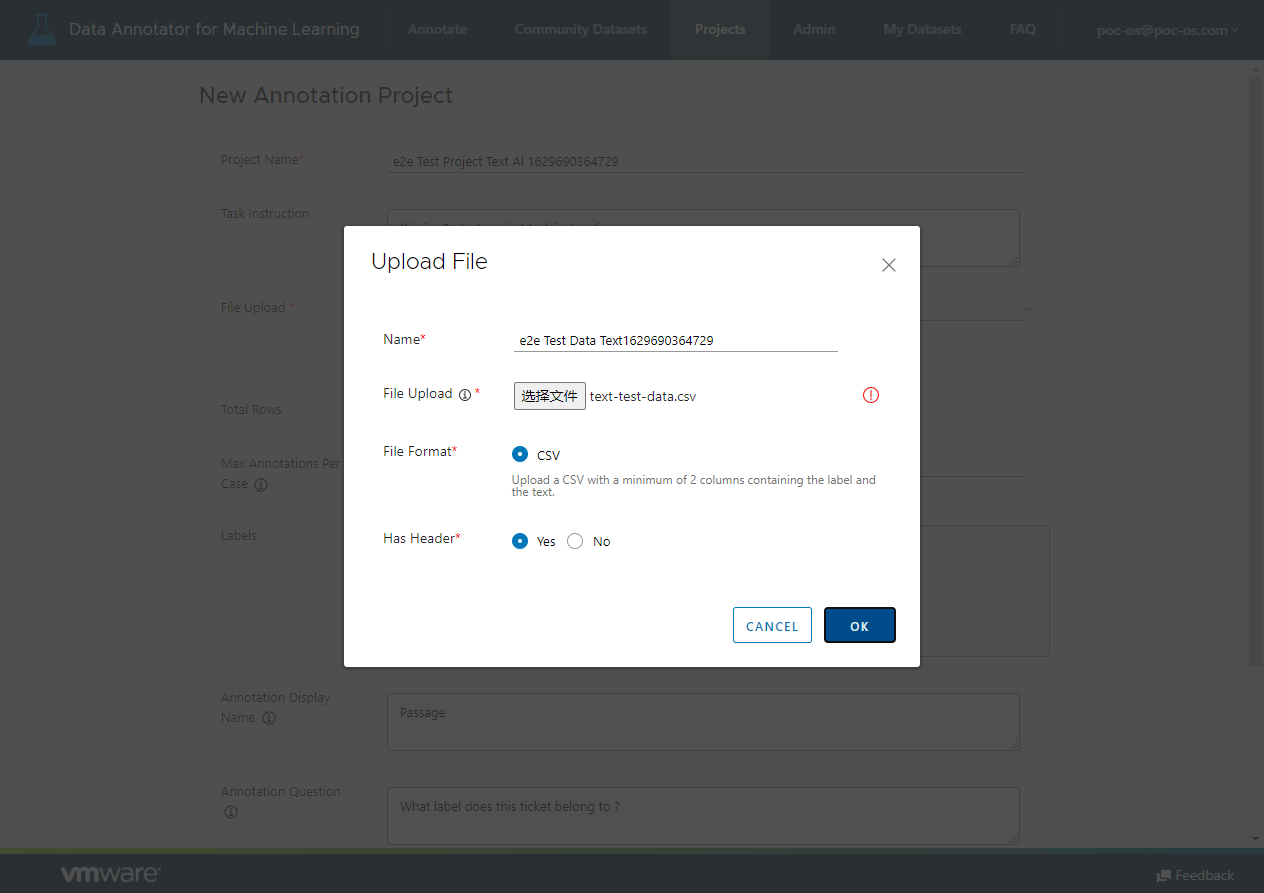 Data Annotator for Machine Learning
Annotate
Community Datasets
Projects
Admin
My Datasets
FAQ
poc-os@poc-os.com
New Annotation Project
Project Name*
e2e Test Project Text Al 1629690364729
Task Instruction
File Upload *
Total Rows
Max Annotations Per
Case
Labels
Upload File
Name*
e2e Test Data Text1629690364729
File Upload *
选择文件 text-test-data.csv
File Format*
CSV
Upload a CSV with a minimum of 2 columns containing the label and
the text.
Has Header*
Yes
No
CANCEL
OK
Annotation Display
Name
Passage
Annotation Question
What label does this ticket belong to ?
vmware
Feedback